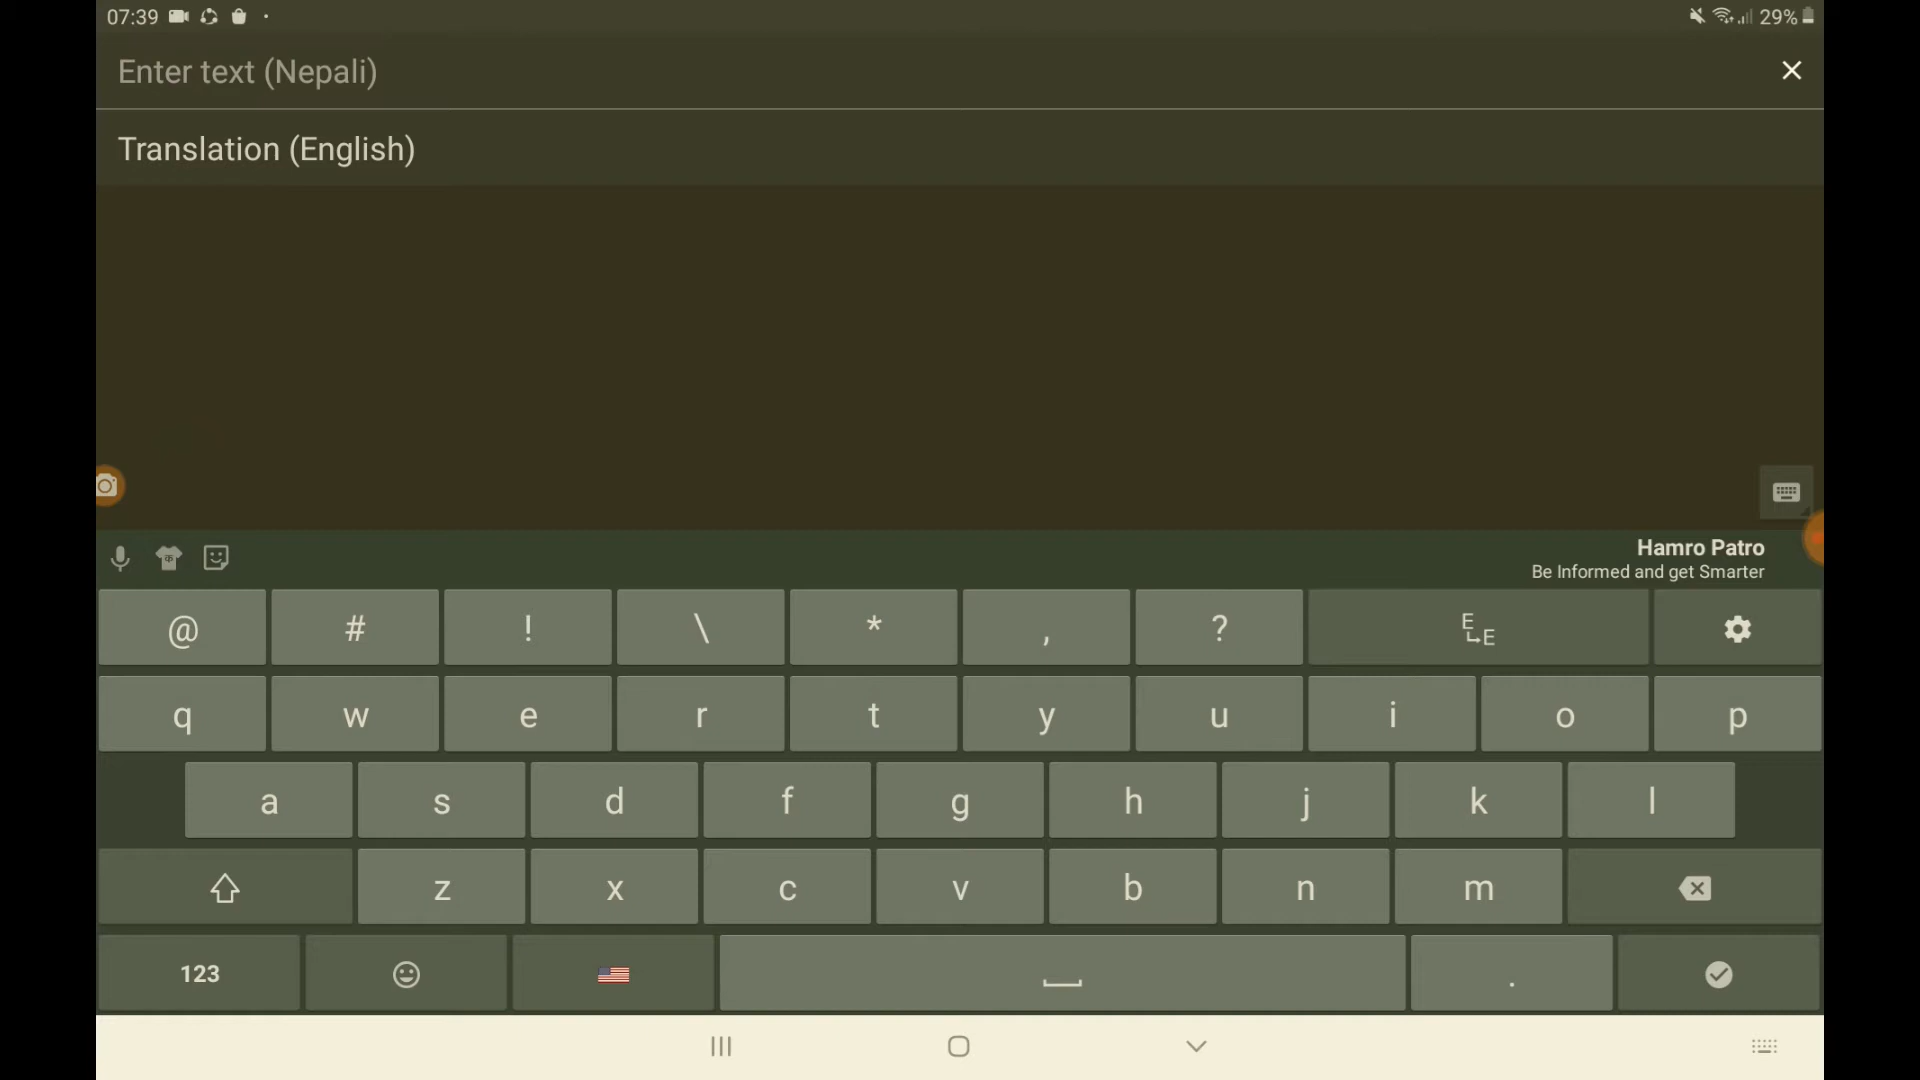 07:39
29%
Enter text (Nepali)
Translation (English)
Hamro Patro
Be Informed and get Smarter
@ # ! \ * , ? E E
q w e r t y u i o p
a s d f g h j k l
z x c v b n m
123 .